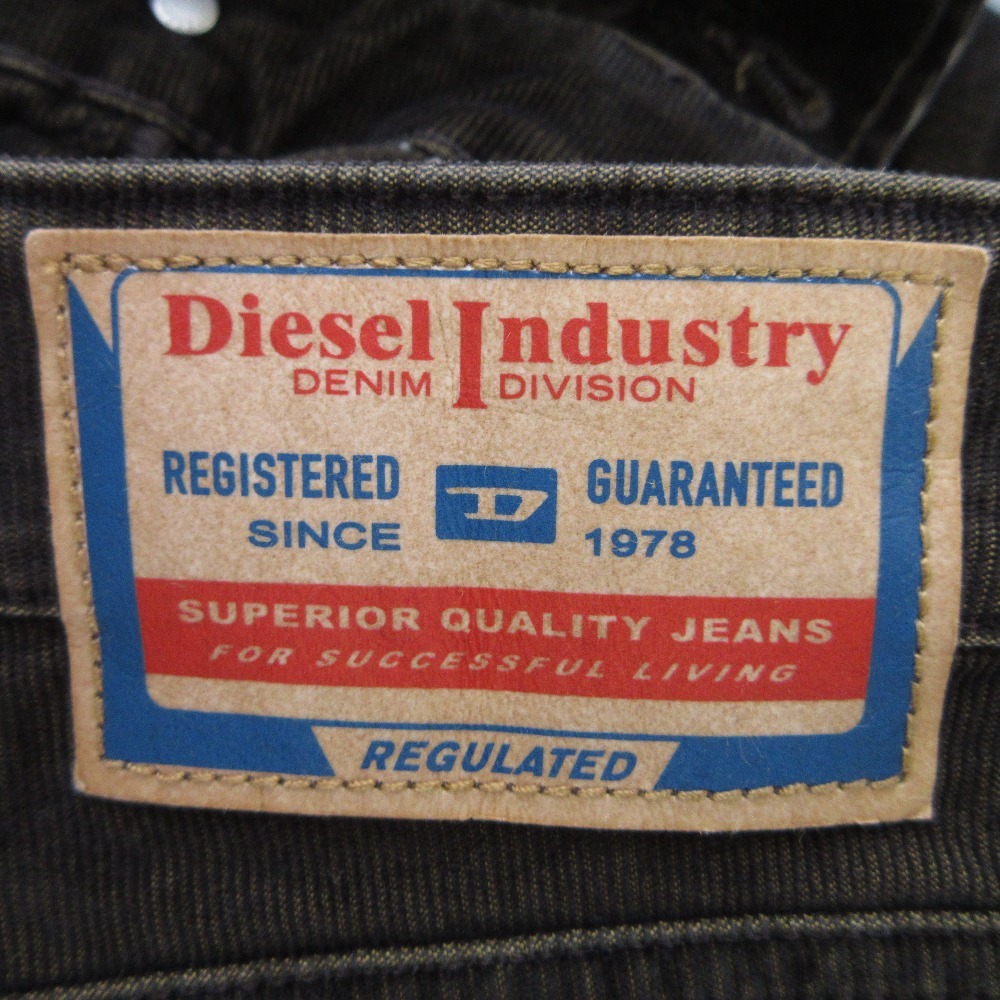 Diesel Industry
DENIM DIVISION
REGISTERED D GUARANTEED
SINCE 1978
SUPERIOR QUALITY JEANS
FOR SUCCESSFUL LIVING
REGULATED